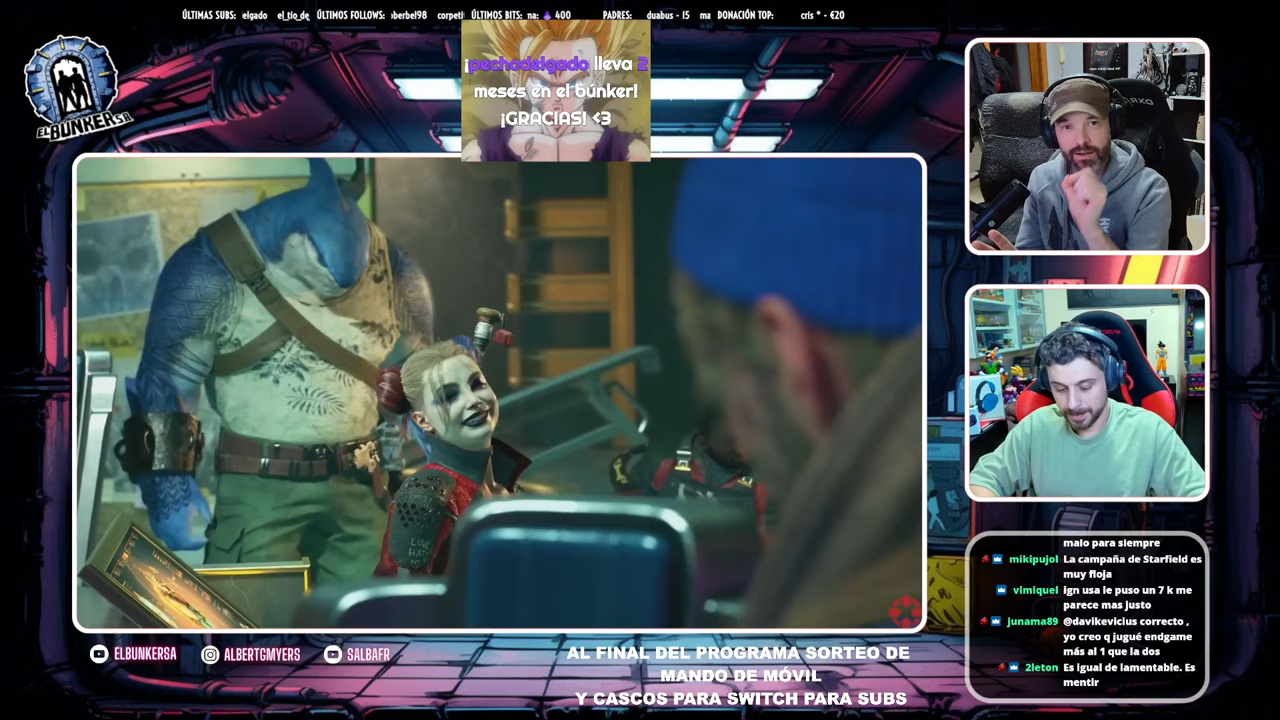 ÚLTIMAS SUBS: elgado el_tio_de ÚLTIMOS FOLLOWS: berbel98 corpeti ÚLTIMOS BITS: na: 400 PADRES: duabus - 15 ma DONACIÓN TOP: cris * - €20
¡pechodelgado lleva 2
meses en el búnker!
¡GRACIAS! <3
EL BUNKER S.A.
malo para siempre
mikipujol La campaña de Starfield es
muy floja
vimiquel Ign usa le puso un 7 k me
parece mas justo
junama89 @davikevicius correcto ,
yo creo q jugué endgame
más al 1 que la dos
2leton Es igual de lamentable. Es
mentir
ELBUNKERSA ALBERTGMYERS SALBAFR
AL FINAL DEL PROGRAMA SORTEO DE
MANDO DE MÓVIL
Y CASCOS PARA SWITCH PARA SUBS